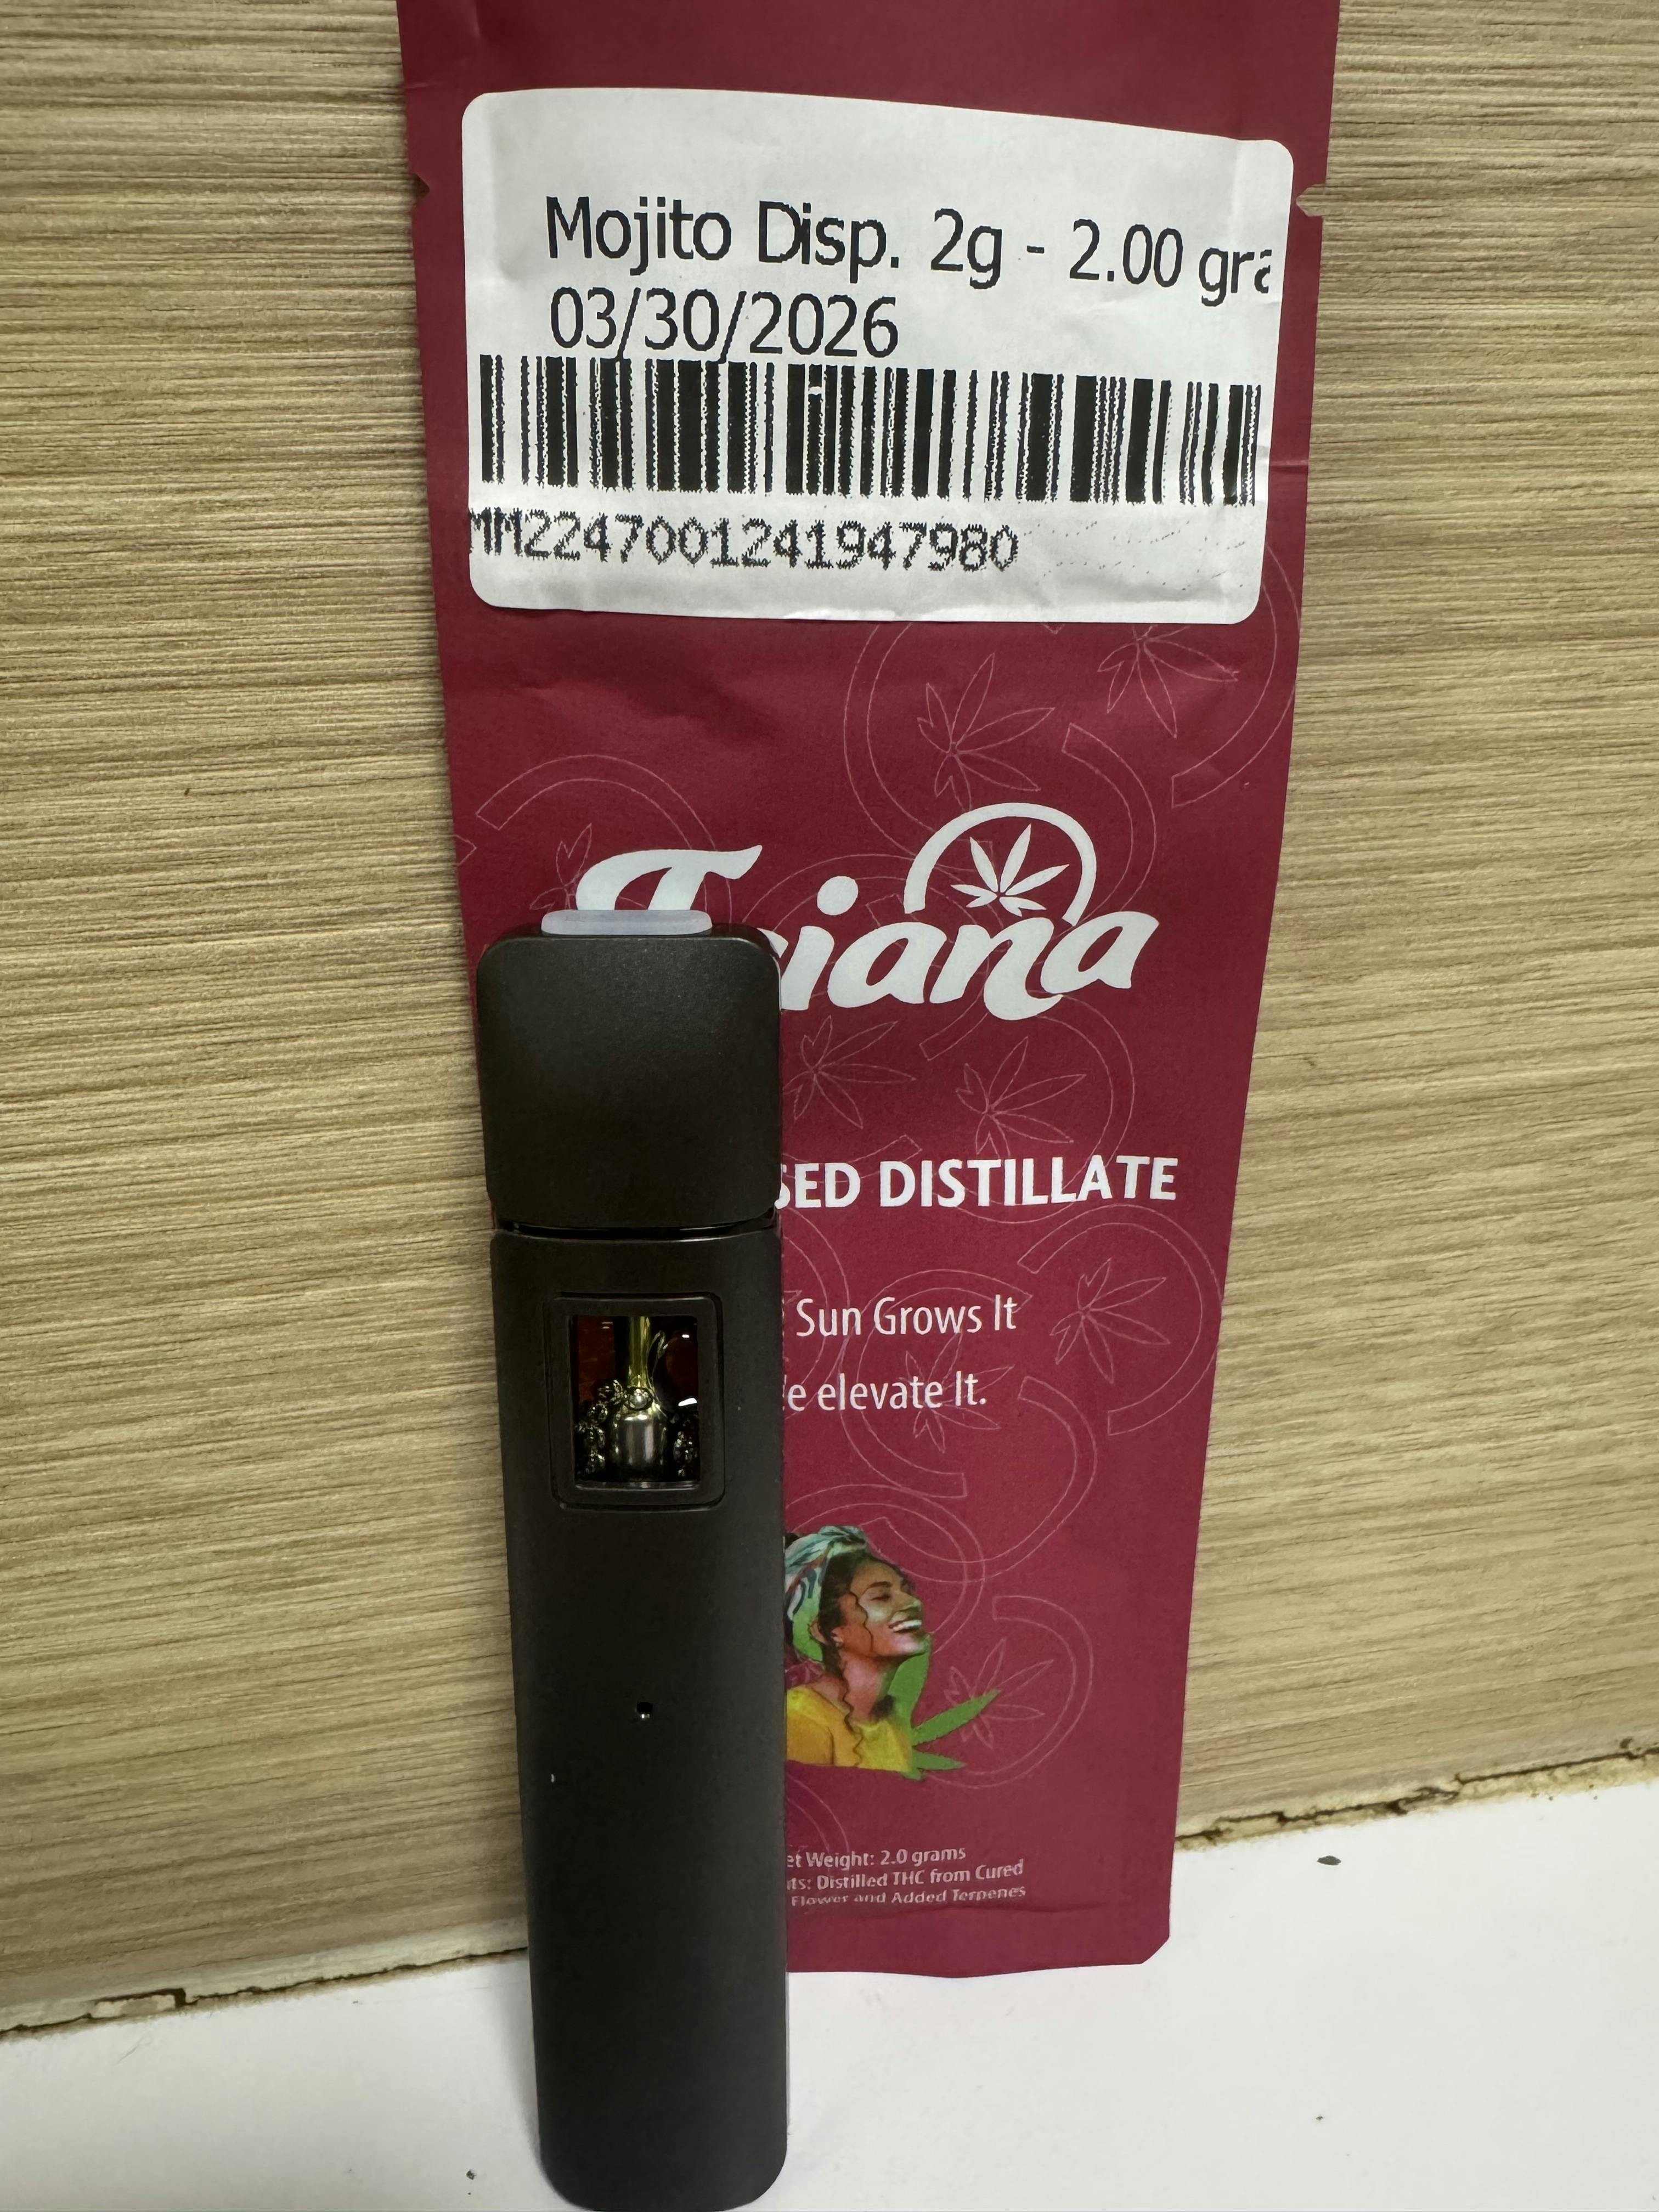 Mojito Disp. 2g - 2.00 gra
03/30/2026
MM2247001241947980
iana
SED DISTILLATE
Sun Grows It
e elevate It.
et Weight: 2.0 grams
ts: Distilled THC from Cured
Flower and Added Terpenes